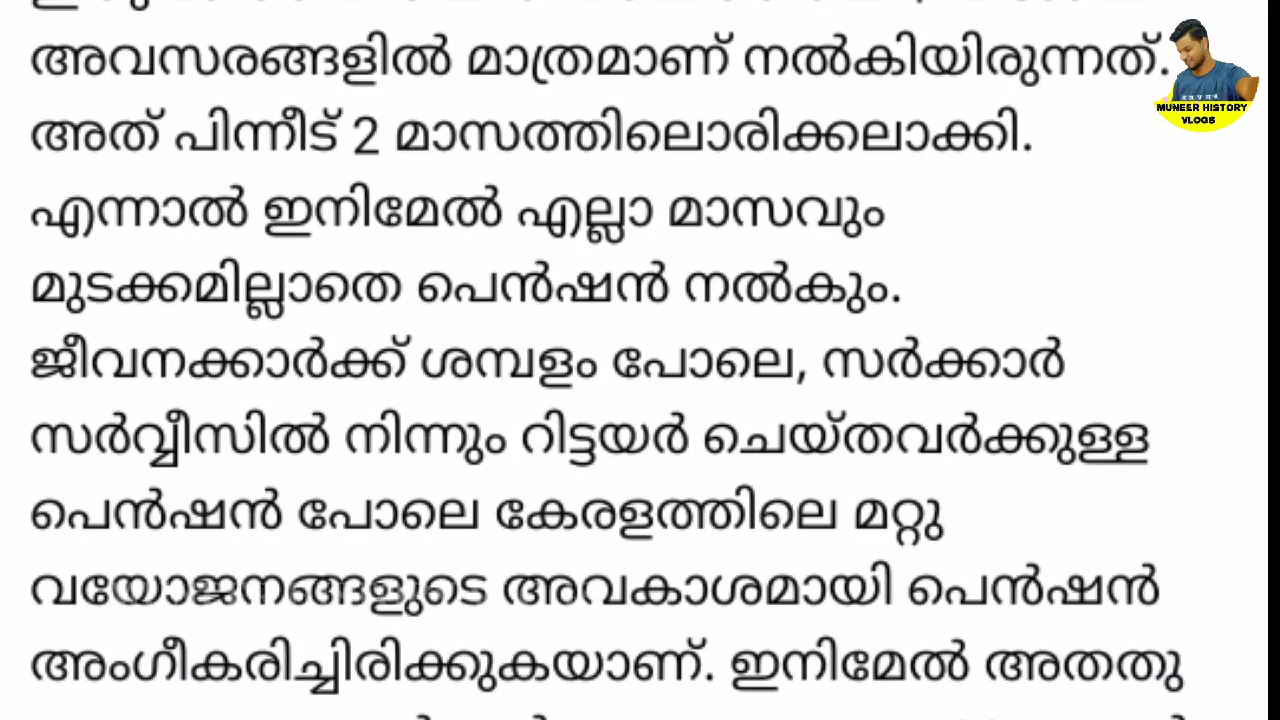 അവസരങ്ങളിൽ മാത്രമാണ് നൽകിയിരുന്നത്.
അത് പിന്നീട് 2 മാസത്തിലൊരിക്കലാക്കി.
എന്നാൽ ഇനിമേൽ എല്ലാ മാസവും
മുടക്കമില്ലാതെ പെൻഷൻ നൽകും.
ജീവനക്കാർക്ക് ശമ്പളം പോലെ, സർക്കാർ
സർവ്വീസിൽ നിന്നും റിട്ടയർ ചെയ്തവർക്കുള്ള
പെൻഷൻ പോലെ കേരളത്തിലെ മറ്റു
വയോജനങ്ങളുടെ അവകാശമായി പെൻഷൻ
അംഗീകരിച്ചിരിക്കുകയാണ്. ഇനിമേൽ അതതു
MUNEER HISTORY
VLOGS